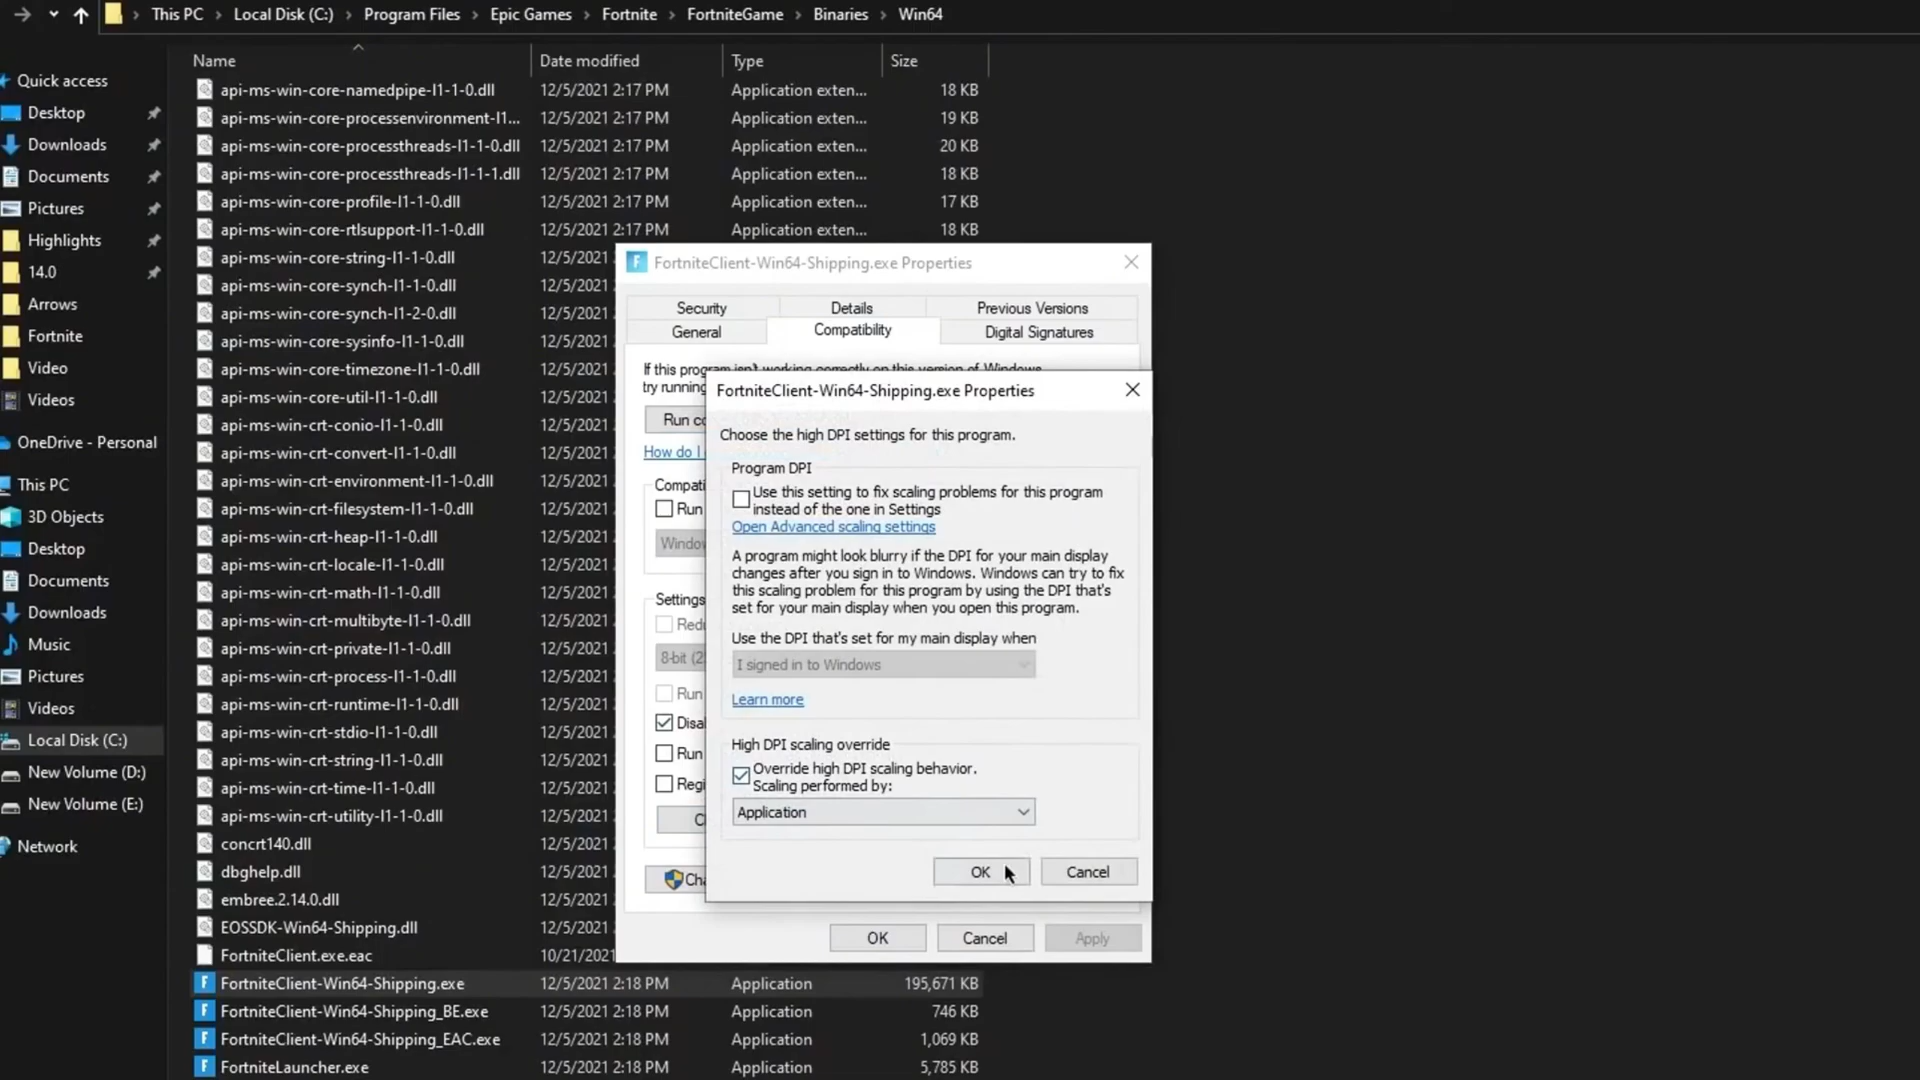 This PC > Local Disk (C:) > Program Files > Epic Games > Fortnite > FortniteGame > Binaries > Win64
Name Date modified Type Size
Quick access
Desktop
Downloads
Documents
Pictures
Highlights
14.0
Arrows
Fortnite
Video
Videos
OneDrive - Personal
This PC
3D Objects
Desktop
Documents
Downloads
Music
Pictures
Videos
Local Disk (C:)
New Volume (D:)
New Volume (E:)
Network
api-ms-win-core-namedpipe-l1-1-0.dll 12/5/2021 2:17 PM Application exten... 18 KB
api-ms-win-core-processenvironment-l1... 12/5/2021 2:17 PM Application exten... 19 KB
api-ms-win-core-processthreads-l1-1-0.dll 12/5/2021 2:17 PM Application exten... 20 KB
api-ms-win-core-processthreads-l1-1-1.dll 12/5/2021 2:17 PM Application exten... 18 KB
api-ms-win-core-profile-l1-1-0.dll 12/5/2021 2:17 PM Application exten... 17 KB
api-ms-win-core-rtlsupport-l1-1-0.dll 12/5/2021 2:17 PM Application exten... 18 KB
api-ms-win-core-string-l1-1-0.dll 12/5/2021
api-ms-win-core-synch-l1-1-0.dll 12/5/2021
api-ms-win-core-synch-l1-2-0.dll 12/5/2021
api-ms-win-core-sysinfo-l1-1-0.dll 12/5/2021
api-ms-win-core-timezone-l1-1-0.dll 12/5/2021
api-ms-win-core-util-l1-1-0.dll 12/5/2021
api-ms-win-crt-conio-l1-1-0.dll 12/5/2021
api-ms-win-crt-convert-l1-1-0.dll 12/5/2021
api-ms-win-crt-environment-l1-1-0.dll 12/5/2021
api-ms-win-crt-filesystem-l1-1-0.dll 12/5/2021
api-ms-win-crt-heap-l1-1-0.dll 12/5/2021
api-ms-win-crt-locale-l1-1-0.dll 12/5/2021
api-ms-win-crt-math-l1-1-0.dll 12/5/2021
api-ms-win-crt-multibyte-l1-1-0.dll 12/5/2021
api-ms-win-crt-private-l1-1-0.dll 12/5/2021
api-ms-win-crt-process-l1-1-0.dll 12/5/2021
api-ms-win-crt-runtime-l1-1-0.dll 12/5/2021
api-ms-win-crt-stdio-l1-1-0.dll 12/5/2021
api-ms-win-crt-string-l1-1-0.dll 12/5/2021
api-ms-win-crt-time-l1-1-0.dll 12/5/2021
api-ms-win-crt-utility-l1-1-0.dll 12/5/2021
concrt140.dll 12/5/2021
dbghelp.dll 12/5/2021
embree.2.14.0.dll 12/5/2021
EOSSDK-Win64-Shipping.dll 12/5/2021
FortniteClient.exe.eac 10/21/2021
FortniteClient-Win64-Shipping.exe 12/5/2021 2:18 PM Application 195,671 KB
FortniteClient-Win64-Shipping_BE.exe 12/5/2021 2:18 PM Application 746 KB
FortniteClient-Win64-Shipping_EAC.exe 12/5/2021 2:18 PM Application 1,069 KB
FortniteLauncher.exe 12/5/2021 2:18 PM Application 5,785 KB
FortniteClient-Win64-Shipping.exe Properties
Security Details Previous Versions
General Compatibility Digital Signatures
If this program isn't working correctly on this version of Windows,
try running
Run co
How do I
Compati
Run
Window
Settings
Redu
8-bit (2
Run
Disal
Run
Regi
C
Cha
OK Cancel Apply
FortniteClient-Win64-Shipping.exe Properties
Choose the high DPI settings for this program.
Program DPI
Use this setting to fix scaling problems for this program
instead of the one in Settings
Open Advanced scaling settings
A program might look blurry if the DPI for your main display
changes after you sign in to Windows. Windows can try to fix
this scaling problem for this program by using the DPI that's
set for your main display when you open this program.
Use the DPI that's set for my main display when
I signed in to Windows
Learn more
High DPI scaling override
Override high DPI scaling behavior.
Scaling performed by:
Application
OK Cancel